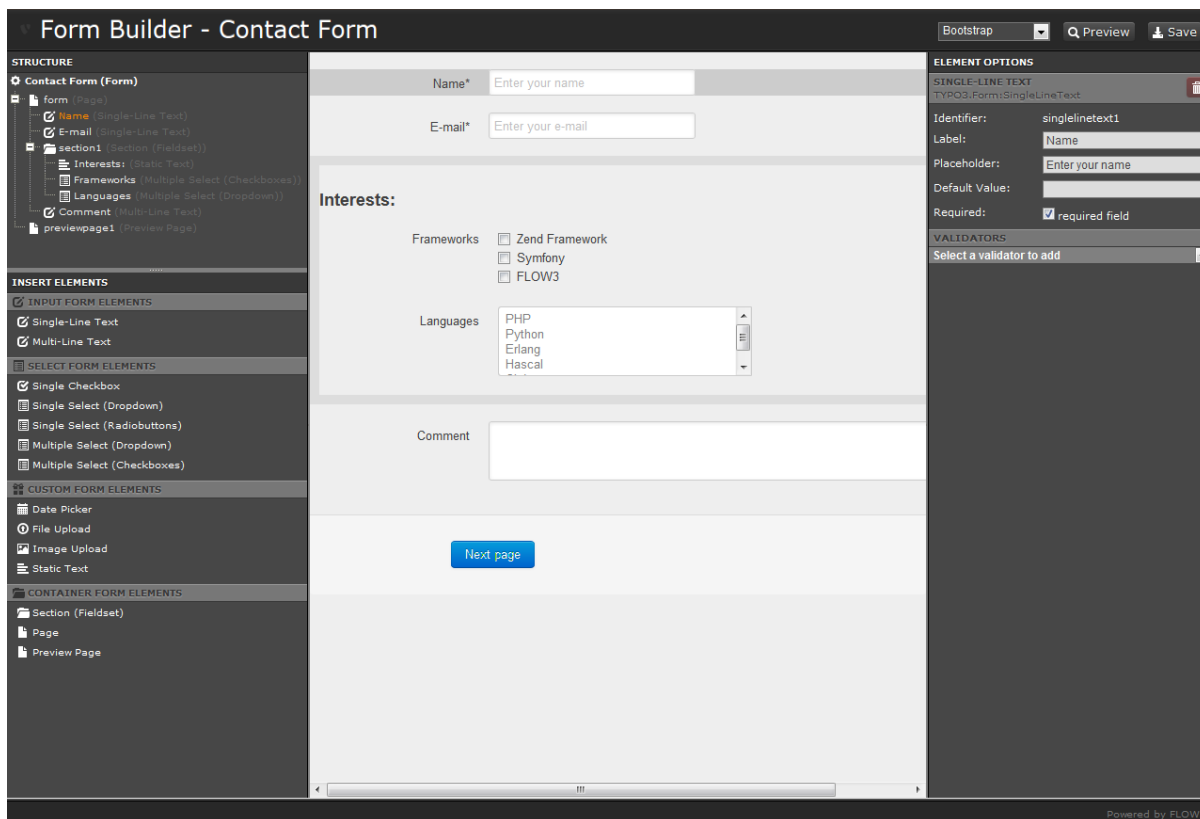 Form Builder - Contact Form
Bootstrap
Preview
Save
STRUCTURE
Contact Form (Form)
form (Page)
Name (Single-Line Text)
E-mail (Single-Line Text)
section1 (Section (Fieldset))
Interests: (Static Text)
Frameworks (Multiple Select (Checkboxes))
Languages (Multiple Select (Dropdown))
Comment (Multi-Line Text)
previewpage1 (Preview Page)
INSERT ELEMENTS
INPUT FORM ELEMENTS
Single-Line Text
Multi-Line Text
SELECT FORM ELEMENTS
Single Checkbox
Single Select (Dropdown)
Single Select (Radiobuttons)
Multiple Select (Dropdown)
Multiple Select (Checkboxes)
CUSTOM FORM ELEMENTS
Date Picker
File Upload
Image Upload
Static Text
CONTAINER FORM ELEMENTS
Section (Fieldset)
Page
Preview Page
Name* Enter your name
E-mail* Enter your e-mail
Interests:
Frameworks Zend Framework
Symfony
FLOW3
Languages PHP
Python
Erlang
Hascal
Comment
Next page
ELEMENT OPTIONS
SINGLE-LINE TEXT
TYPO3.Form:SingleLineText
Identifier: singlelinetext1
Label: Name
Placeholder: Enter your name
Default Value:
Required: required field
VALIDATORS
Select a validator to add
Powered by FLOW